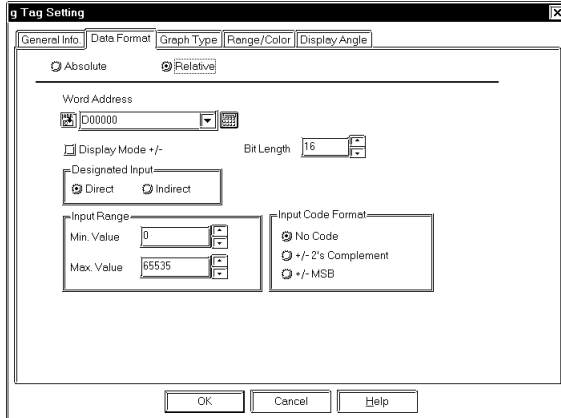 g Tag Setting
General Info. Data Format Graph Type Range/Color Display Angle
Absolute Relative
Word Address
D00000
Display Mode +/- Bit Length 16
Designated Input
Direct Indirect
Input Range Input Code Format
Min. Value 0 No Code
+/- 2's Complement
Max. Value 65535
+/- MSB
OK Cancel Help